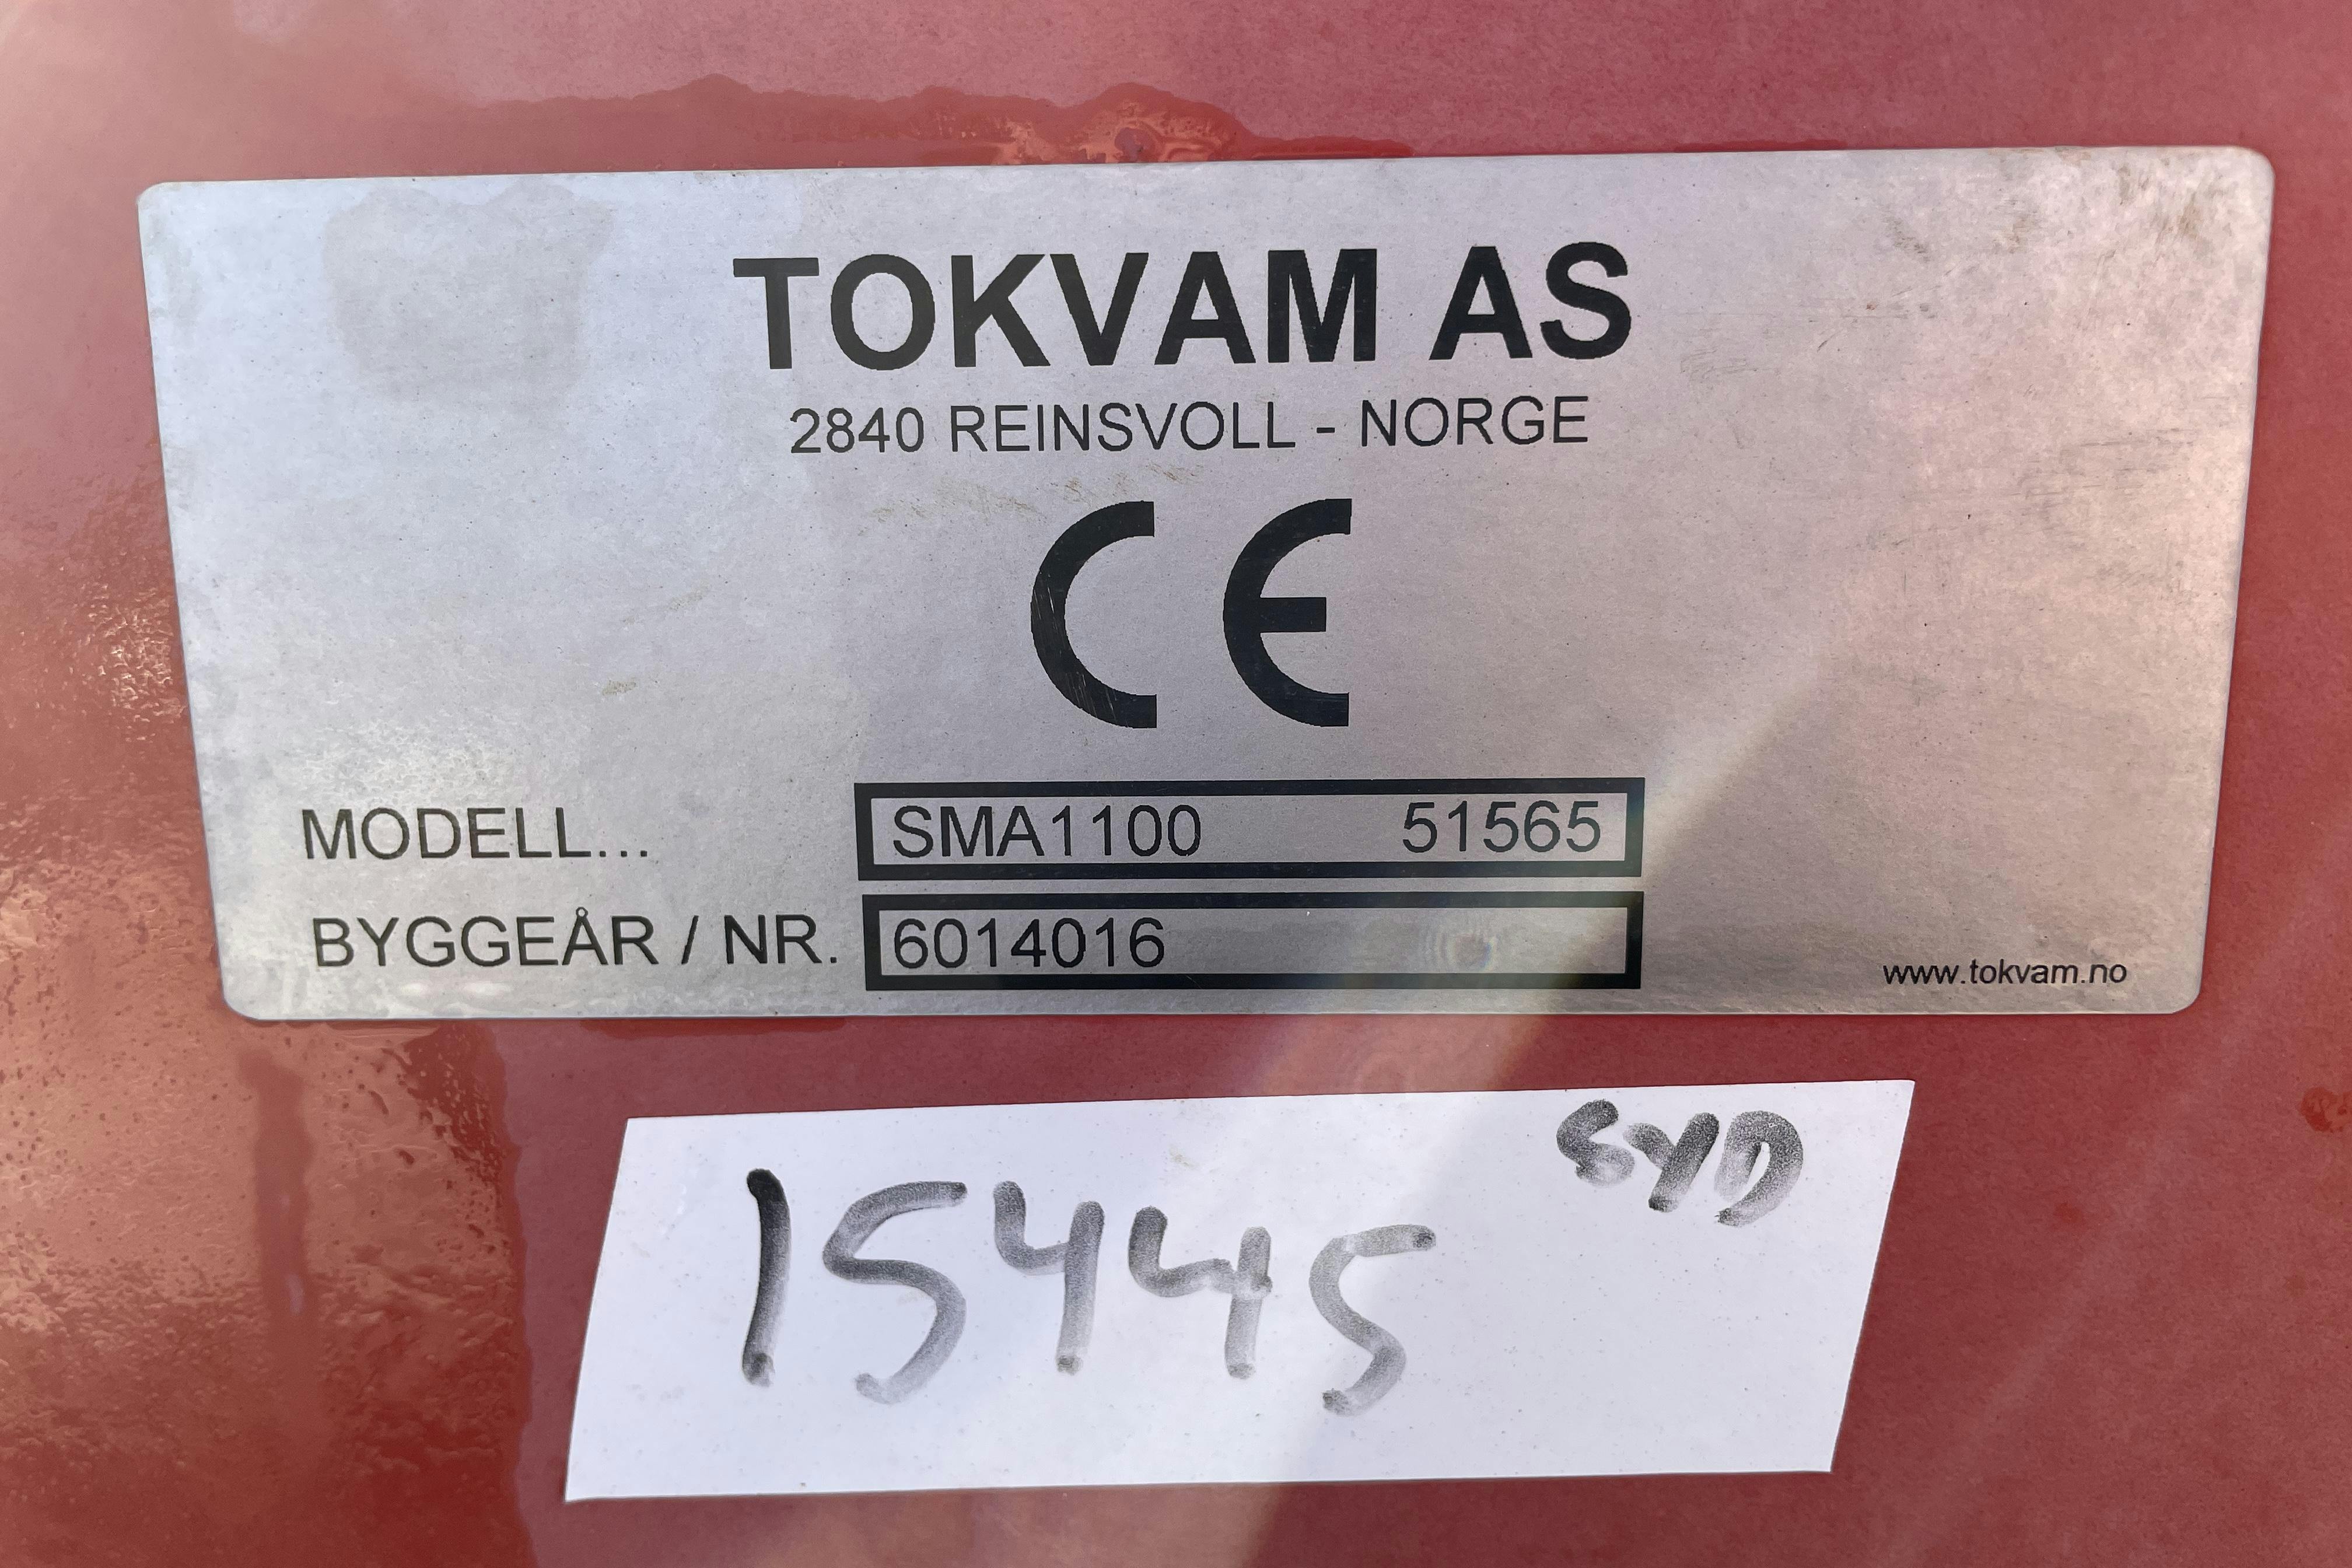 TOKVAM AS
2840 REINSVOLL - NORGE
CE
MODELL... SMA1100 51565
BYGGEÅR / NR. 6014016
www.tokvam.no
SYD
15445